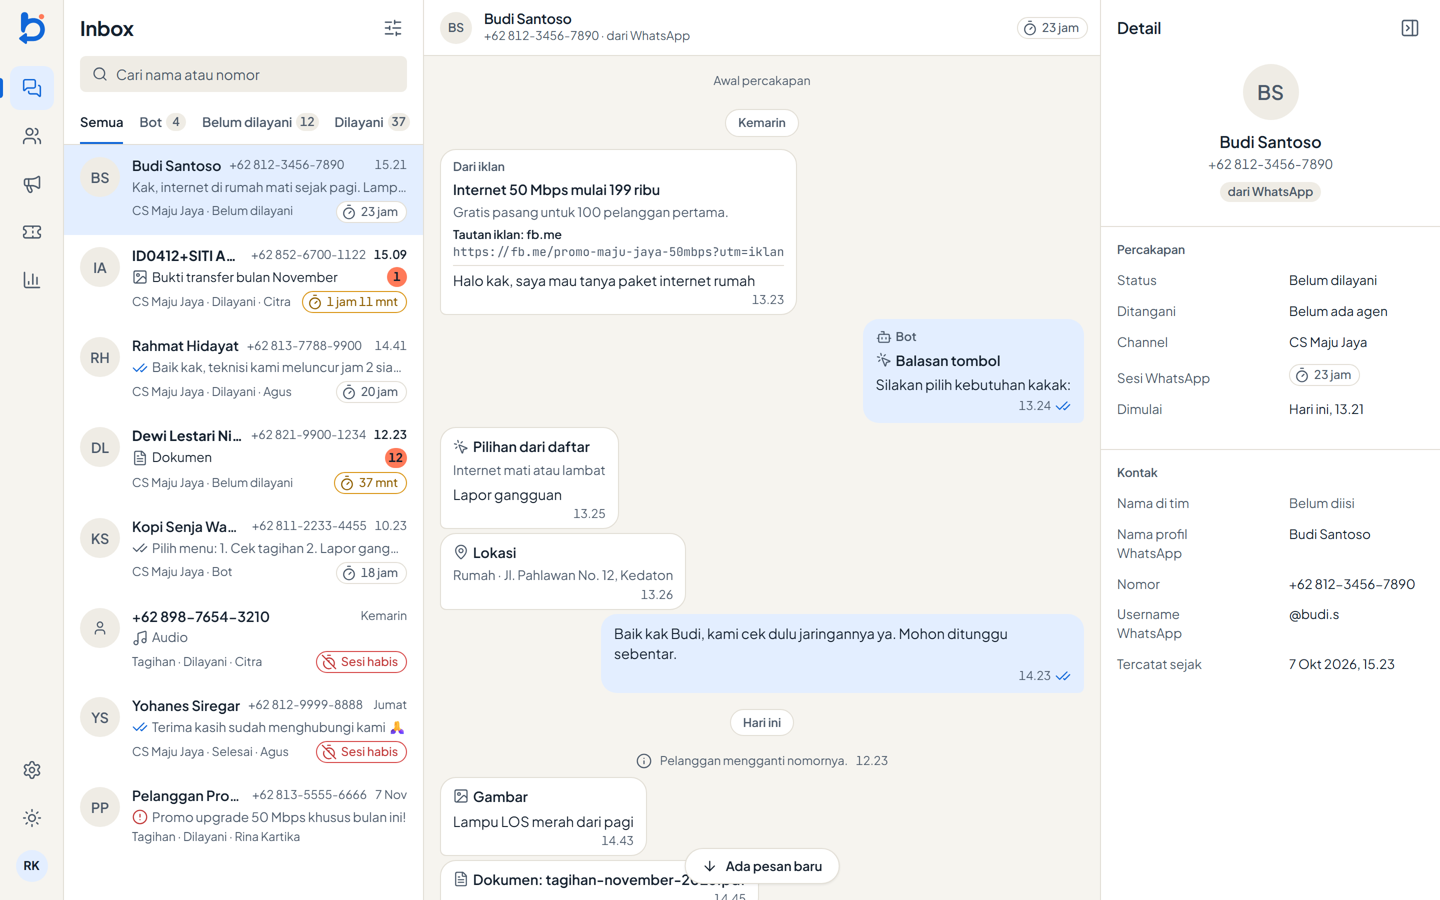 Inbox
Cari nama atau nomor
Semua
Bot 4
Belum dilayani 12
Dilayani 37
BS
Budi Santoso +62 812-3456-7890 15.21
Kak, internet di rumah mati sejak pagi. Lamp...
CS Maju Jaya · Belum dilayani 23 jam
IA
ID0412+SITI A... +62 852-6700-1122 15.09
Bukti transfer bulan November 1
CS Maju Jaya · Dilayani · Citra 1 jam 11 mnt
RH
Rahmat Hidayat +62 813-7788-9900 14.41
Baik kak, teknisi kami meluncur jam 2 sia...
CS Maju Jaya · Dilayani · Agus 20 jam
DL
Dewi Lestari Ni... +62 821-9900-1234 12.23
Dokumen 12
CS Maju Jaya · Belum dilayani 37 mnt
KS
Kopi Senja Wa... +62 811-2233-4455 10.23
Pilih menu: 1. Cek tagihan 2. Lapor gang...
CS Maju Jaya · Bot 18 jam
+62 898-7654-3210 Kemarin
Audio
Tagihan · Dilayani · Citra Sesi habis
YS
Yohanes Siregar +62 812-9999-8888 Jumat
Terima kasih sudah menghubungi kami 🙏
CS Maju Jaya · Selesai · Agus Sesi habis
PP
Pelanggan Pro... +62 813-5555-6666 7 Nov
Promo upgrade 50 Mbps khusus bulan ini!
Tagihan · Dilayani · Rina Kartika
RK
BS
Budi Santoso
+62 812-3456-7890 · dari WhatsApp
23 jam
Awal percakapan
Kemarin
Dari iklan
Internet 50 Mbps mulai 199 ribu
Gratis pasang untuk 100 pelanggan pertama.
Tautan iklan: fb.me
https://fb.me/promo-maju-jaya-50mbps?utm=iklan
Halo kak, saya mau tanya paket internet rumah
13.23
Bot
Balasan tombol
Silakan pilih kebutuhan kakak:
13.24
Pilihan dari daftar
Internet mati atau lambat
Lapor gangguan
13.25
Lokasi
Rumah · Jl. Pahlawan No. 12, Kedaton
13.26
Baik kak Budi, kami cek dulu jaringannya ya. Mohon ditunggu
sebentar.
14.23
Hari ini
Pelanggan mengganti nomornya. 12.23
Gambar
Lampu LOS merah dari pagi
14.43
Ada pesan baru
Dokumen:
14.45
Detail
BS
Budi Santoso
+62 812-3456-7890
dari WhatsApp
Percakapan
Status Belum dilayani
Ditangani Belum ada agen
Channel CS Maju Jaya
Sesi WhatsApp 23 jam
Dimulai Hari ini, 13.21
Kontak
Nama di tim Belum diisi
Nama profil WhatsApp Budi Santoso
Nomor +62 812-3456-7890
Username WhatsApp @budi.s
Tercatat sejak 7 Okt 2026, 15.23